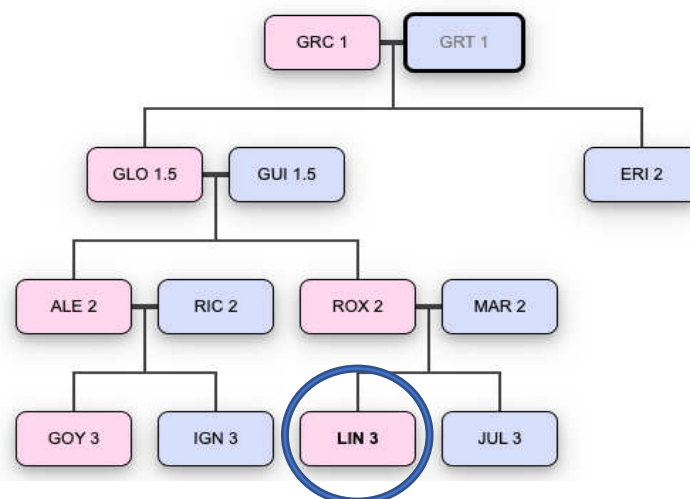 GRC 1
GRT 1
GLO 1.5
GUI 1.5
ERI 2
ALE 2
RIC 2
ROX 2
MAR 2
GOY 3
IGN 3
LIN 3
JUL 3